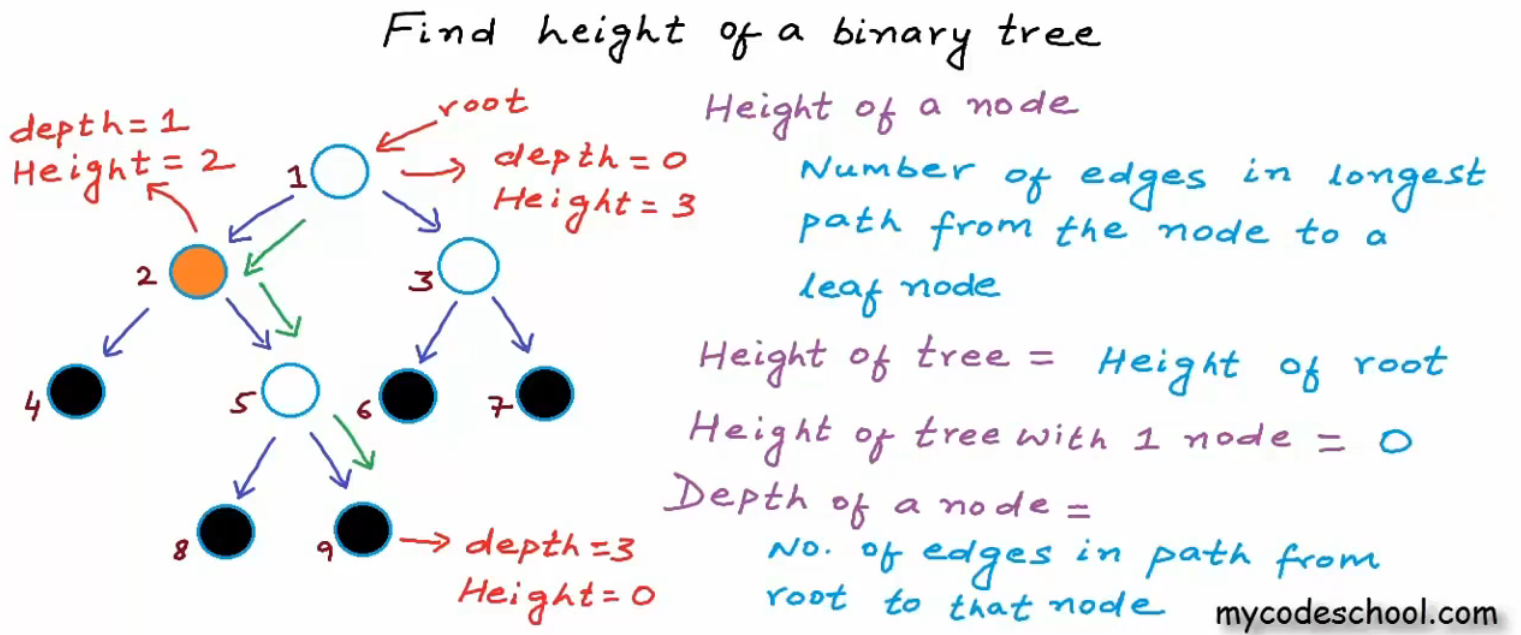 Find height of a binary tree
depth = 1
Height = 2
root
depth = 0
Height = 3
1
2
3
4
5
6
7
8
9
depth = 3
Height = 0
Height of a node
Number of edges in longest
path from the node to a
leaf node
Height of tree = Height of root
Height of tree with 1 node = 0
Depth of a node =
No. of edges in path from
root to that node
mycodeschool.com